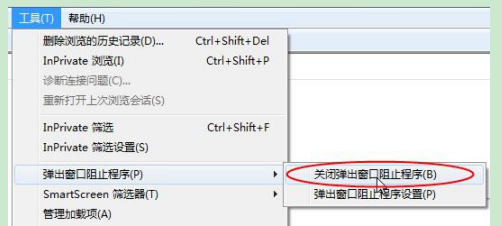 工具(T) 帮助(H)
删除浏览的历史记录(D)... Ctrl+Shift+Del
InPrivate 浏览(I) Ctrl+Shift+P
诊断连接问题(C)...
重新打开上次浏览会话(S)
InPrivate 筛选 Ctrl+Shift+F
InPrivate 筛选设置(S)
弹出窗口阻止程序(P) 关闭弹出窗口阻止程序(B)
SmartScreen 筛选器(T) 弹出窗口阻止程序设置(P)
管理加载项(A)